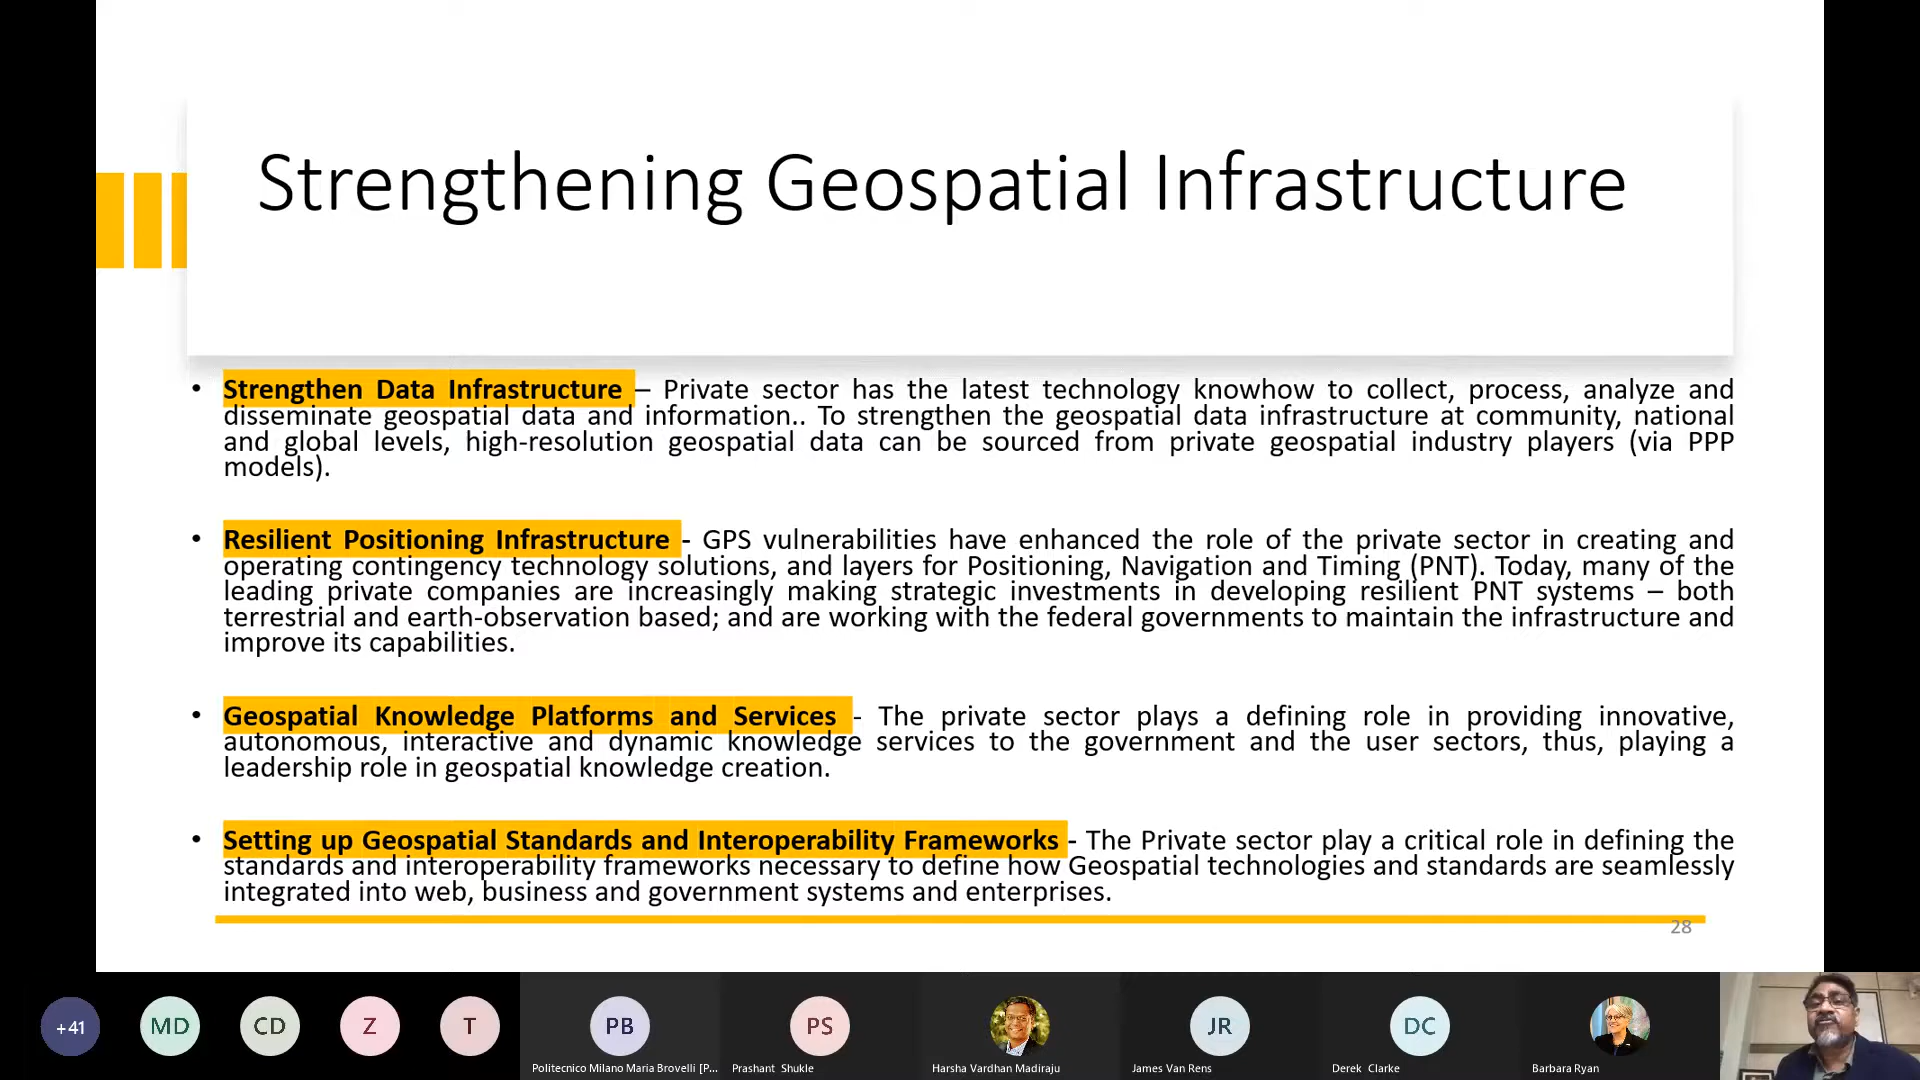 Strengthening Geospatial Infrastructure
• Strengthen Data Infrastructure – Private sector has the latest technology knowhow to collect, process, analyze and
disseminate geospatial data and information.. To strengthen the geospatial data infrastructure at community, national
and global levels, high-resolution geospatial data can be sourced from private geospatial industry players (via PPP
models).
• Resilient Positioning Infrastructure - GPS vulnerabilities have enhanced the role of the private sector in creating and
operating contingency technology solutions, and layers for Positioning, Navigation and Timing (PNT). Today, many of the
leading private companies are increasingly making strategic investments in developing resilient PNT systems – both
terrestrial and earth-observation based; and are working with the federal governments to maintain the infrastructure and
improve its capabilities.
• Geospatial Knowledge Platforms and Services - The private sector plays a defining role in providing innovative,
autonomous, interactive and dynamic knowledge services to the government and the user sectors, thus, playing a
leadership role in geospatial knowledge creation.
• Setting up Geospatial Standards and Interoperability Frameworks - The Private sector play a critical role in defining the
standards and interoperability frameworks necessary to define how Geospatial technologies and standards are seamlessly
integrated into web, business and government systems and enterprises.
28
+41 MD CD Z T PB PS JR DC
Politecnico Milano Maria Brovelli [P... Prashant Shukle Harsha Vardhan Madiraju James Van Rens Derek Clarke Barbara Ryan